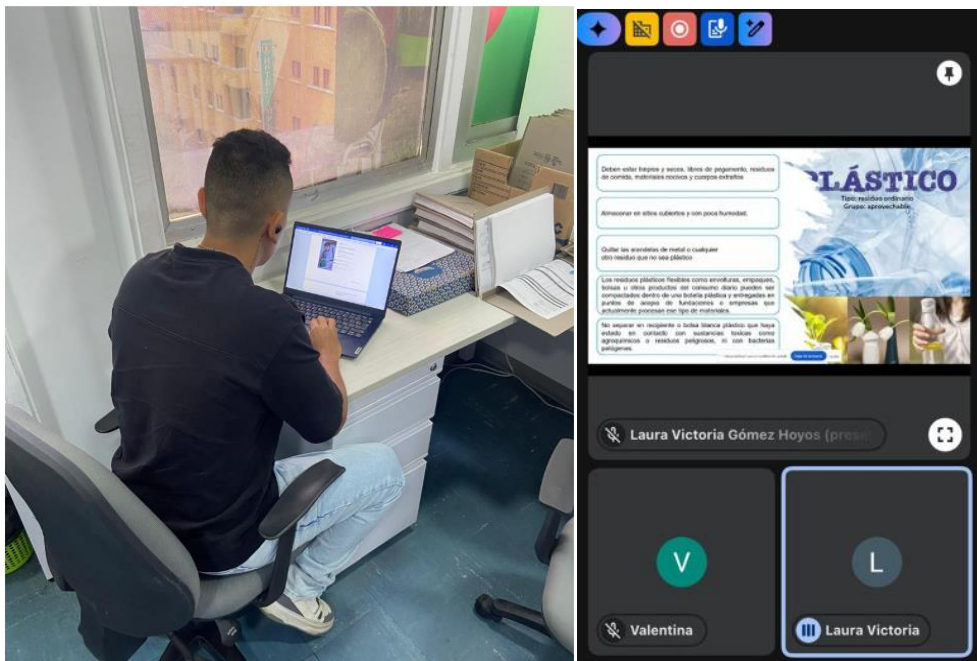 PLÁSTICO
Tipo: residuo ordinario
Grupo: aprovechable
Deben estar limpios y secos, libres de pegamento, residuos
de comida, materiales nocivos y cuerpos extraños
Almacenar en sitios cubiertos y con poca humedad.
Quitar las arandelas de metal o cualquier
otro residuo que no sea plástico
Los residuos plásticos flexibles como envolturas, empaques,
bolsas u otros productos del consumo diario pueden ser
compactados dentro de una botella plástica y entregadas en
puntos de acopio de fundaciones o empresas que
actualmente procesan ese tipo de materiales.
No separar en recipiente o bolsa blanca plástico que haya
estado en contacto con sustancias toxicas como
agroquímicos o residuos peligrosos, ni con bacterias
patógenas.
Laura Victoria Gómez Hoyos (prese
V
Valentina
L
Laura Victoria